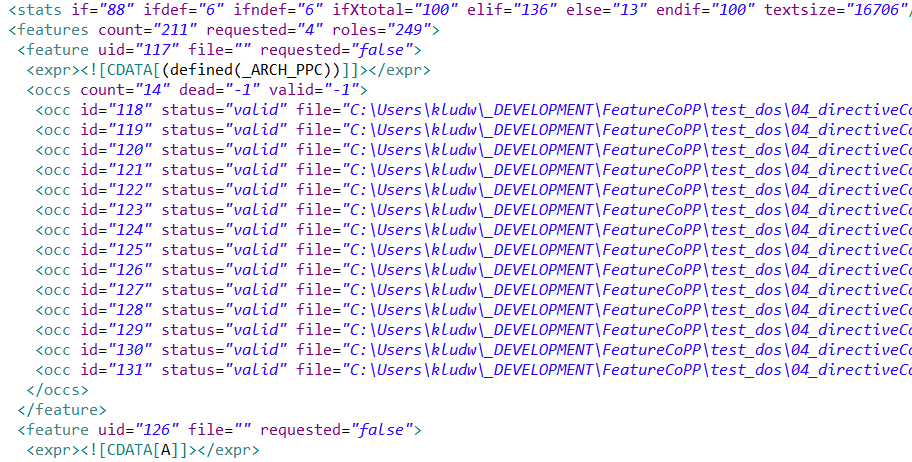 <stats if="88" ifdef="6" ifndef="6" ifXtotal="100" elif="136" else="13" endif="100" textsize="16706"/
<features count="211" requested="4" roles="249">
<feature uid="117" file="" requested="false">
<expr><![CDATA[(defined(_ARCH_PPC))]]></expr>
<occs count="14" dead="-1" valid="-1">
<occ id="118" status="valid" file="C:\Users\kludw\_DEVELOPMENT\FeatureCoPP\test_dos\04_directiveCo
<occ id="119" status="valid" file="C:\Users\kludw\_DEVELOPMENT\FeatureCoPP\test_dos\04_directiveCo
<occ id="120" status="valid" file="C:\Users\kludw\_DEVELOPMENT\FeatureCoPP\test_dos\04_directiveCo
<occ id="121" status="valid" file="C:\Users\kludw\_DEVELOPMENT\FeatureCoPP\test_dos\04_directiveCo
<occ id="122" status="valid" file="C:\Users\kludw\_DEVELOPMENT\FeatureCoPP\test_dos\04_directiveCo
<occ id="123" status="valid" file="C:\Users\kludw\_DEVELOPMENT\FeatureCoPP\test_dos\04_directiveCo
<occ id="124" status="valid" file="C:\Users\kludw\_DEVELOPMENT\FeatureCoPP\test_dos\04_directiveCo
<occ id="125" status="valid" file="C:\Users\kludw\_DEVELOPMENT\FeatureCoPP\test_dos\04_directiveCo
<occ id="126" status="valid" file="C:\Users\kludw\_DEVELOPMENT\FeatureCoPP\test_dos\04_directiveCo
<occ id="127" status="valid" file="C:\Users\kludw\_DEVELOPMENT\FeatureCoPP\test_dos\04_directiveCo
<occ id="128" status="valid" file="C:\Users\kludw\_DEVELOPMENT\FeatureCoPP\test_dos\04_directiveCo
<occ id="129" status="valid" file="C:\Users\kludw\_DEVELOPMENT\FeatureCoPP\test_dos\04_directiveCo
<occ id="130" status="valid" file="C:\Users\kludw\_DEVELOPMENT\FeatureCoPP\test_dos\04_directiveCo
<occ id="131" status="valid" file="C:\Users\kludw\_DEVELOPMENT\FeatureCoPP\test_dos\04_directiveCo
</occs>
</feature>
<feature uid="126" file="" requested="false">
<expr><![CDATA[A]]></expr>